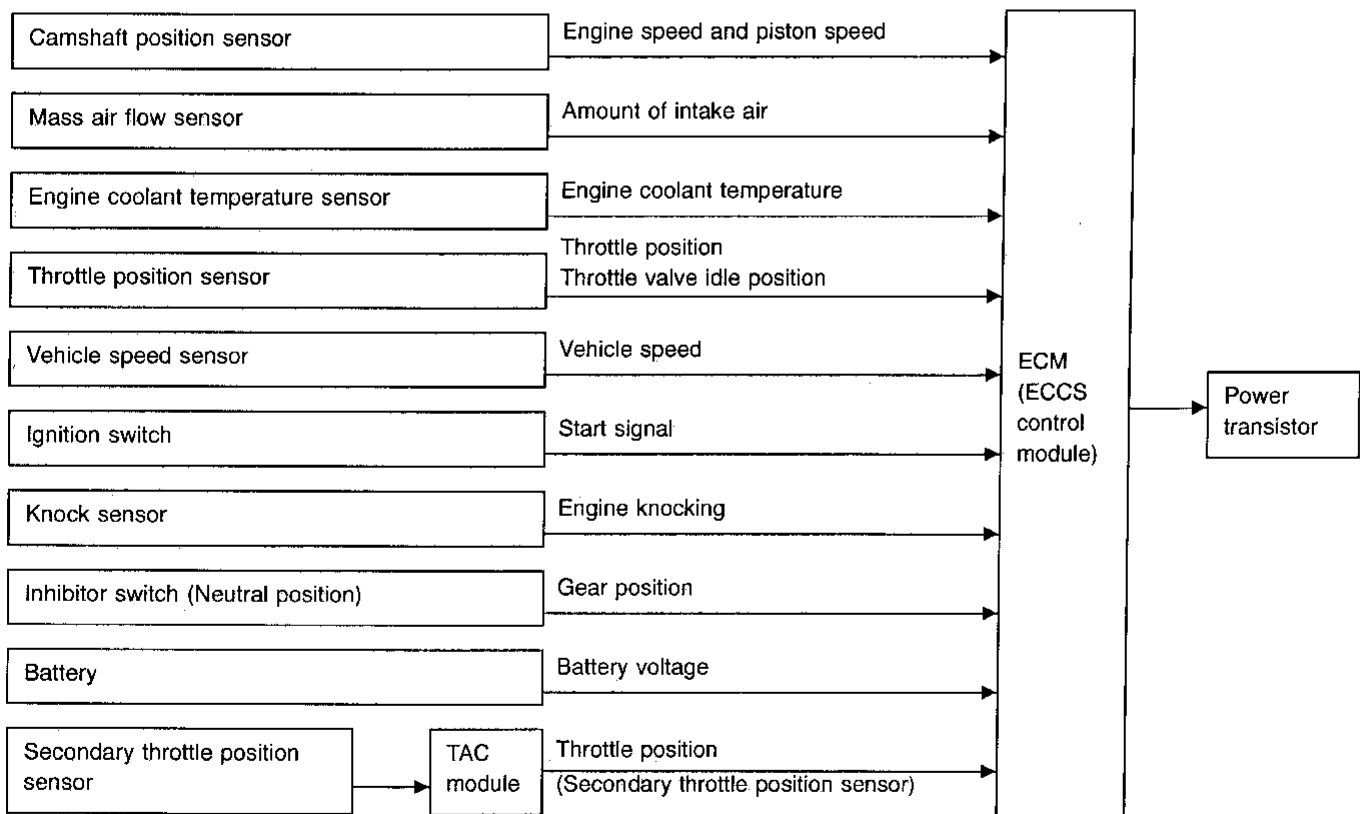 Camshaft position sensor
Engine speed and piston speed
Mass air flow sensor
Amount of intake air
Engine coolant temperature sensor
Engine coolant temperature
Throttle position sensor
Throttle position
Throttle valve idle position
Vehicle speed sensor
Vehicle speed
Ignition switch
Start signal
Knock sensor
Engine knocking
Inhibitor switch (Neutral position)
Gear position
Battery
Battery voltage
Secondary throttle position
sensor
TAC
module
Throttle position
(Secondary throttle position sensor)
ECM
(ECCS
control
module)
Power
transistor